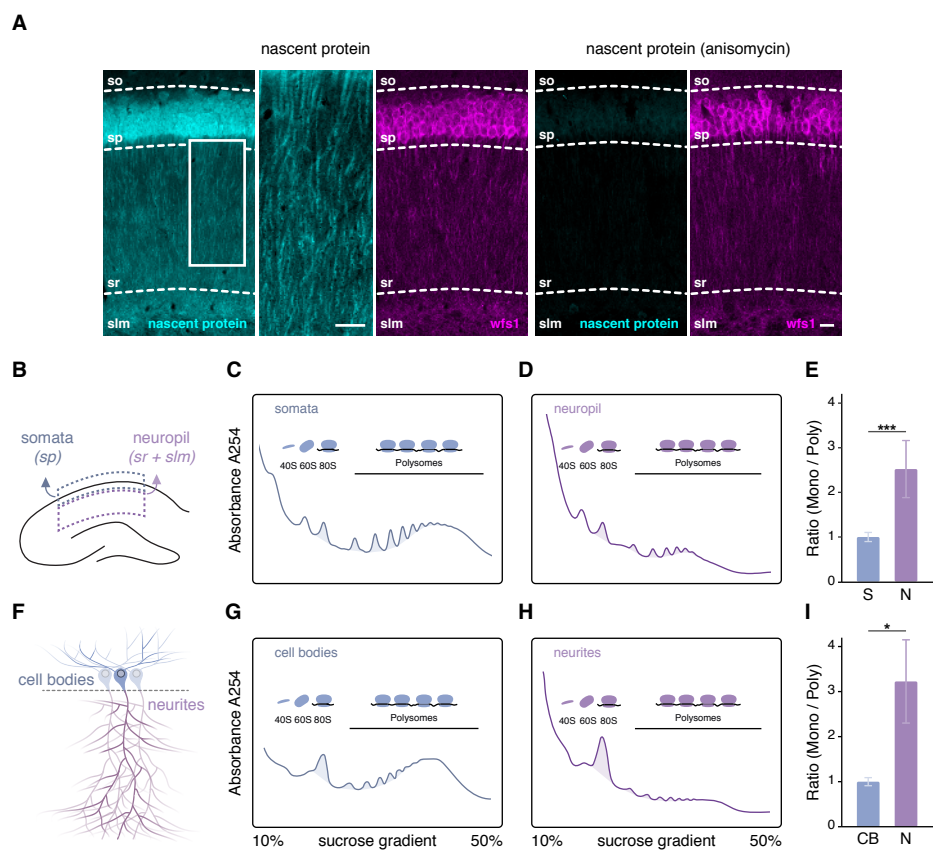 A
nascent protein
nascent protein (anisomycin)
so
sp
sr
slm
nascent protein
so
sp
sr
slm
wfs1
so
sp
sr
slm
nascent protein
so
sp
sr
slm
wfs1
B
somata
(sp)
neuropil
(sr + slm)
C
Absorbance A254
somata
40S 60S 80S
Polysomes
D
neuropil
40S 60S 80S
Polysomes
E
Ratio (Mono / Poly)
4
3
2
1
0
***
S N
F
cell bodies
neurites
G
Absorbance A254
cell bodies
40S 60S 80S
Polysomes
10% sucrose gradient 50%
H
neurites
40S 60S 80S
Polysomes
10% sucrose gradient 50%
I
Ratio (Mono / Poly)
4
3
2
1
0
*
CB N